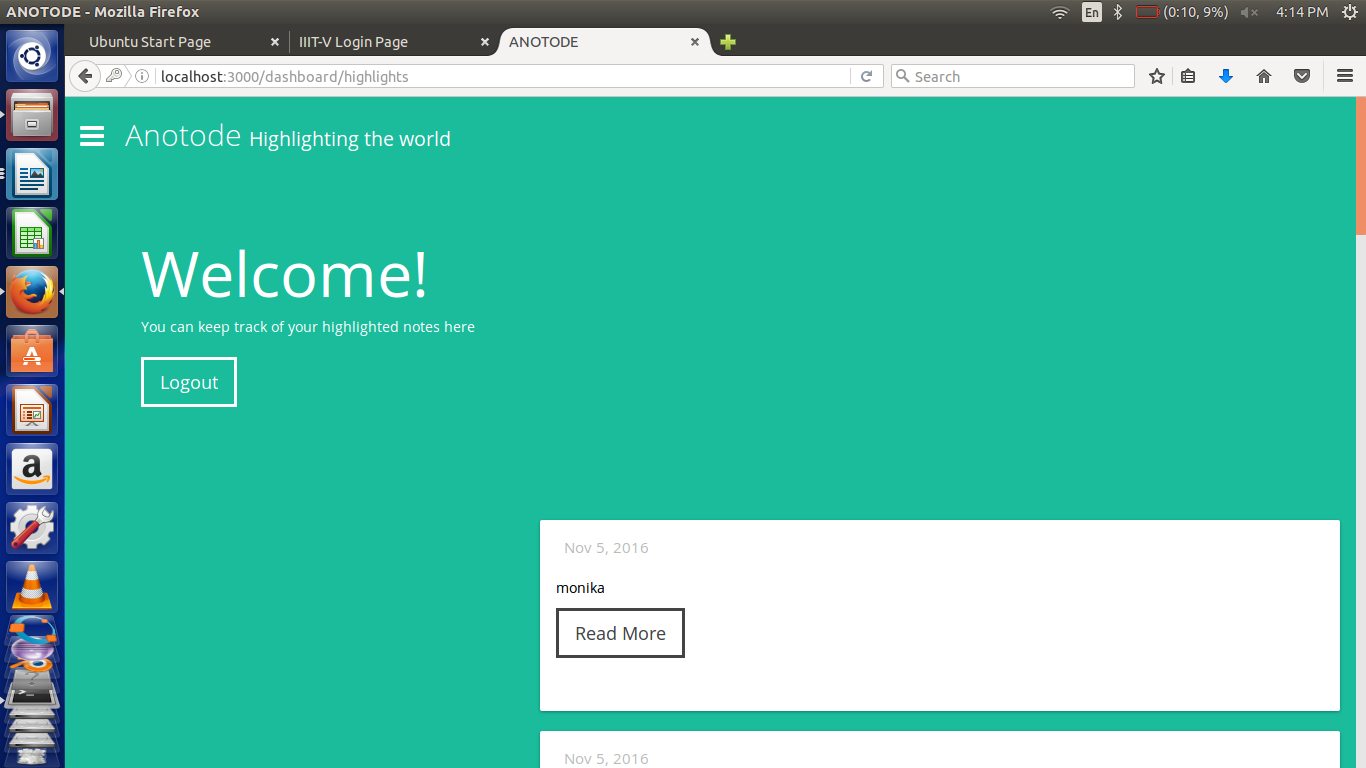 ANOTODE - Mozilla Firefox
En
(0:10, 9%)
4:14 PM
Ubuntu Start Page
IIIT-V Login Page
ANOTODE
localhost:3000/dashboard/highlights
Search
Anotode Highlighting the world
Welcome!
You can keep track of your highlighted notes here
Logout
Nov 5, 2016
monika
Read More
Nov 5, 2016